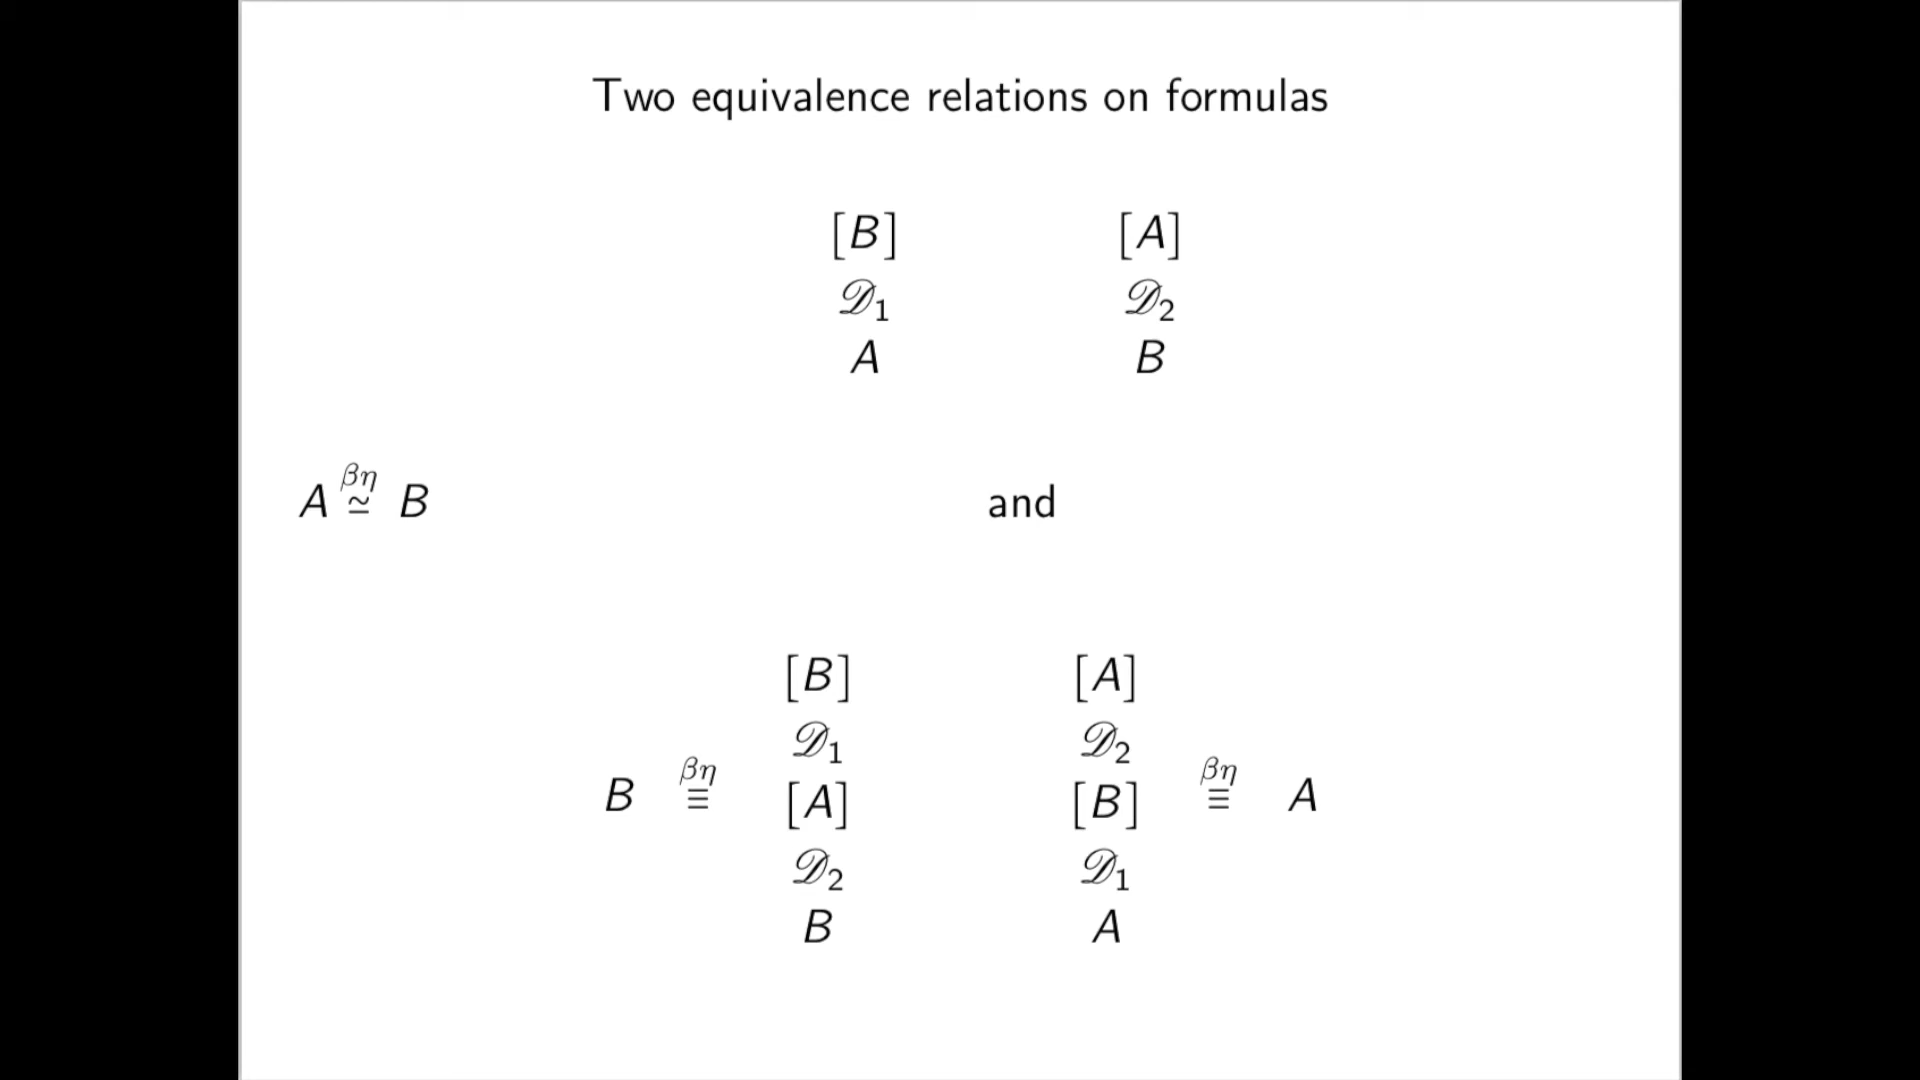 Two equivalence relations on formulas
[B] [A]
𝒟₁ 𝒟₂
A B
A ≃^{βη} B and
[B] [A]
𝒟₁ 𝒟₂
B ≡^{βη} [A] [B] ≡^{βη} A
𝒟₂ 𝒟₁
B A